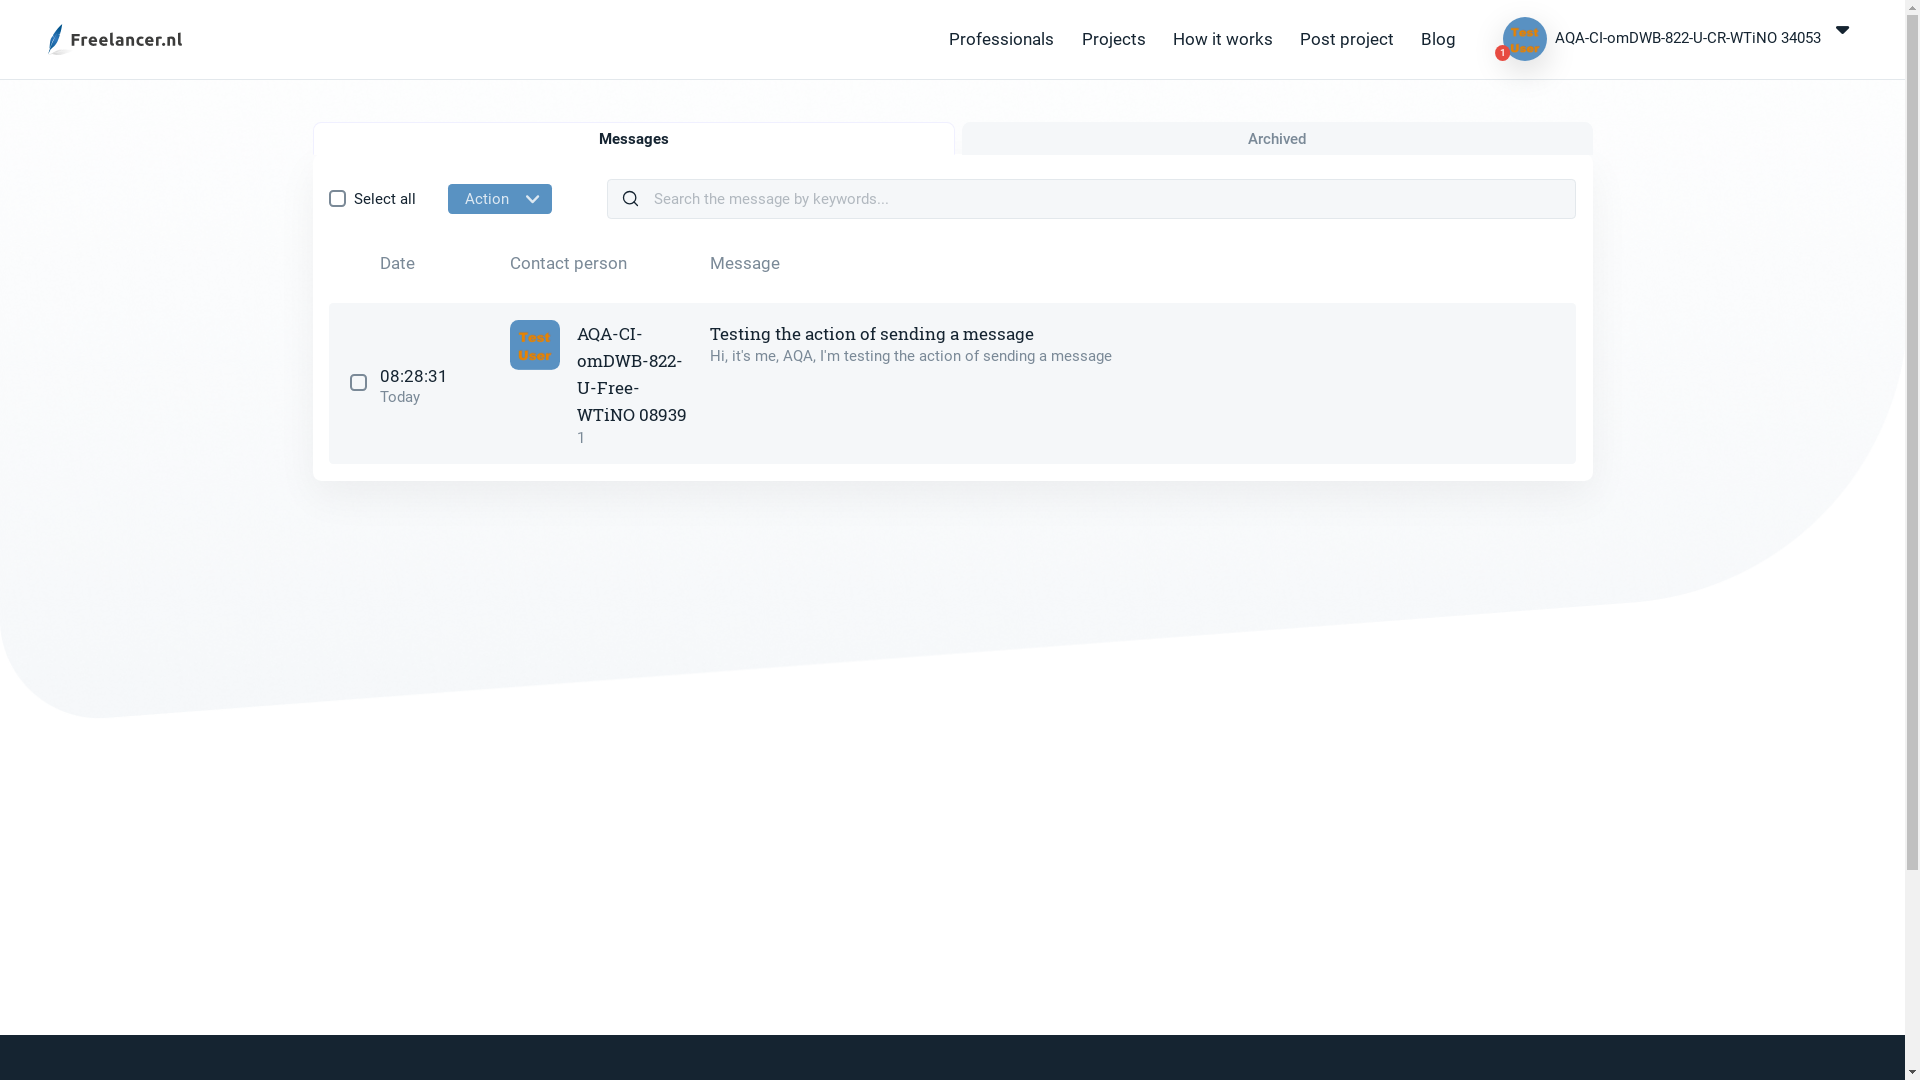 Freelancer.nl
Professionals
Projects
How it works
Post project
Blog
Test
User
1
AQA-CI-omDWB-822-U-CR-WTiNO 34053
Messages
Archived
Select all
Action
Search the message by keywords...
Date
Contact person
Message
08:28:31
Today
Test
User
AQA-CI-
omDWB-822-
U-Free-
WTiNO 08939
1
Testing the action of sending a message
Hi, it's me, AQA, I'm testing the action of sending a message